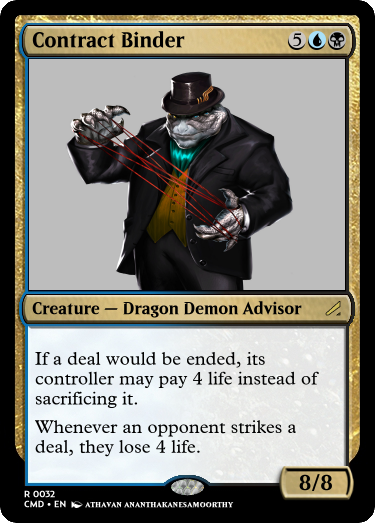 Contract Binder 5
Creature — Dragon Demon Advisor
If a deal would be ended, its
controller may pay 4 life instead of
sacrificing it.
Whenever an opponent strikes a
deal, they lose 4 life.
8/8
R 0032
CMD • EN ATHAVAN ANANTHAKANESAMOORTHY